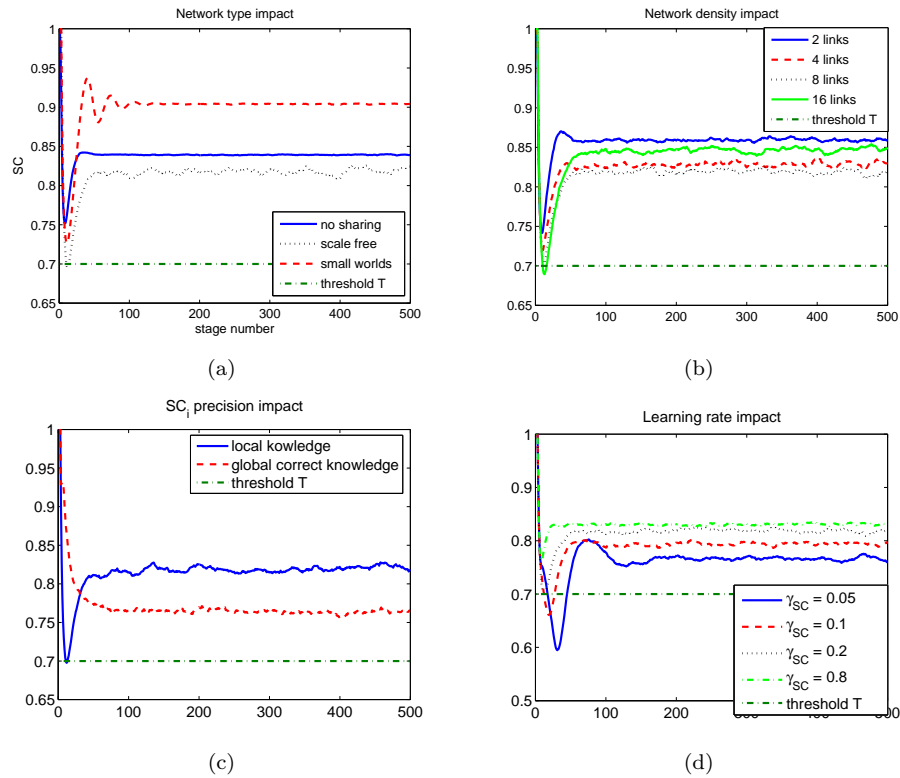 Network type impact
1
0.95
0.9
0.85
0.8
0.75
0.7
0.65
SC
0
100
200
300
400
500
stage number
no sharing
scale free
small worlds
threshold T
(a)
Network density impact
1
0.95
0.9
0.85
0.8
0.75
0.7
0.65
0
100
200
300
400
500
2 links
4 links
8 links
16 links
threshold T
(b)
SCi precision impact
1
0.95
0.9
0.85
0.8
0.75
0.7
0.65
0
100
200
300
400
500
local kowledge
global correct knowledge
threshold T
(c)
Learning rate impact
1
0.9
0.8
0.7
0.6
0.5
0
100
200
γSC = 0.05
γSC = 0.1
γSC = 0.2
γSC = 0.8
threshold T
(d)